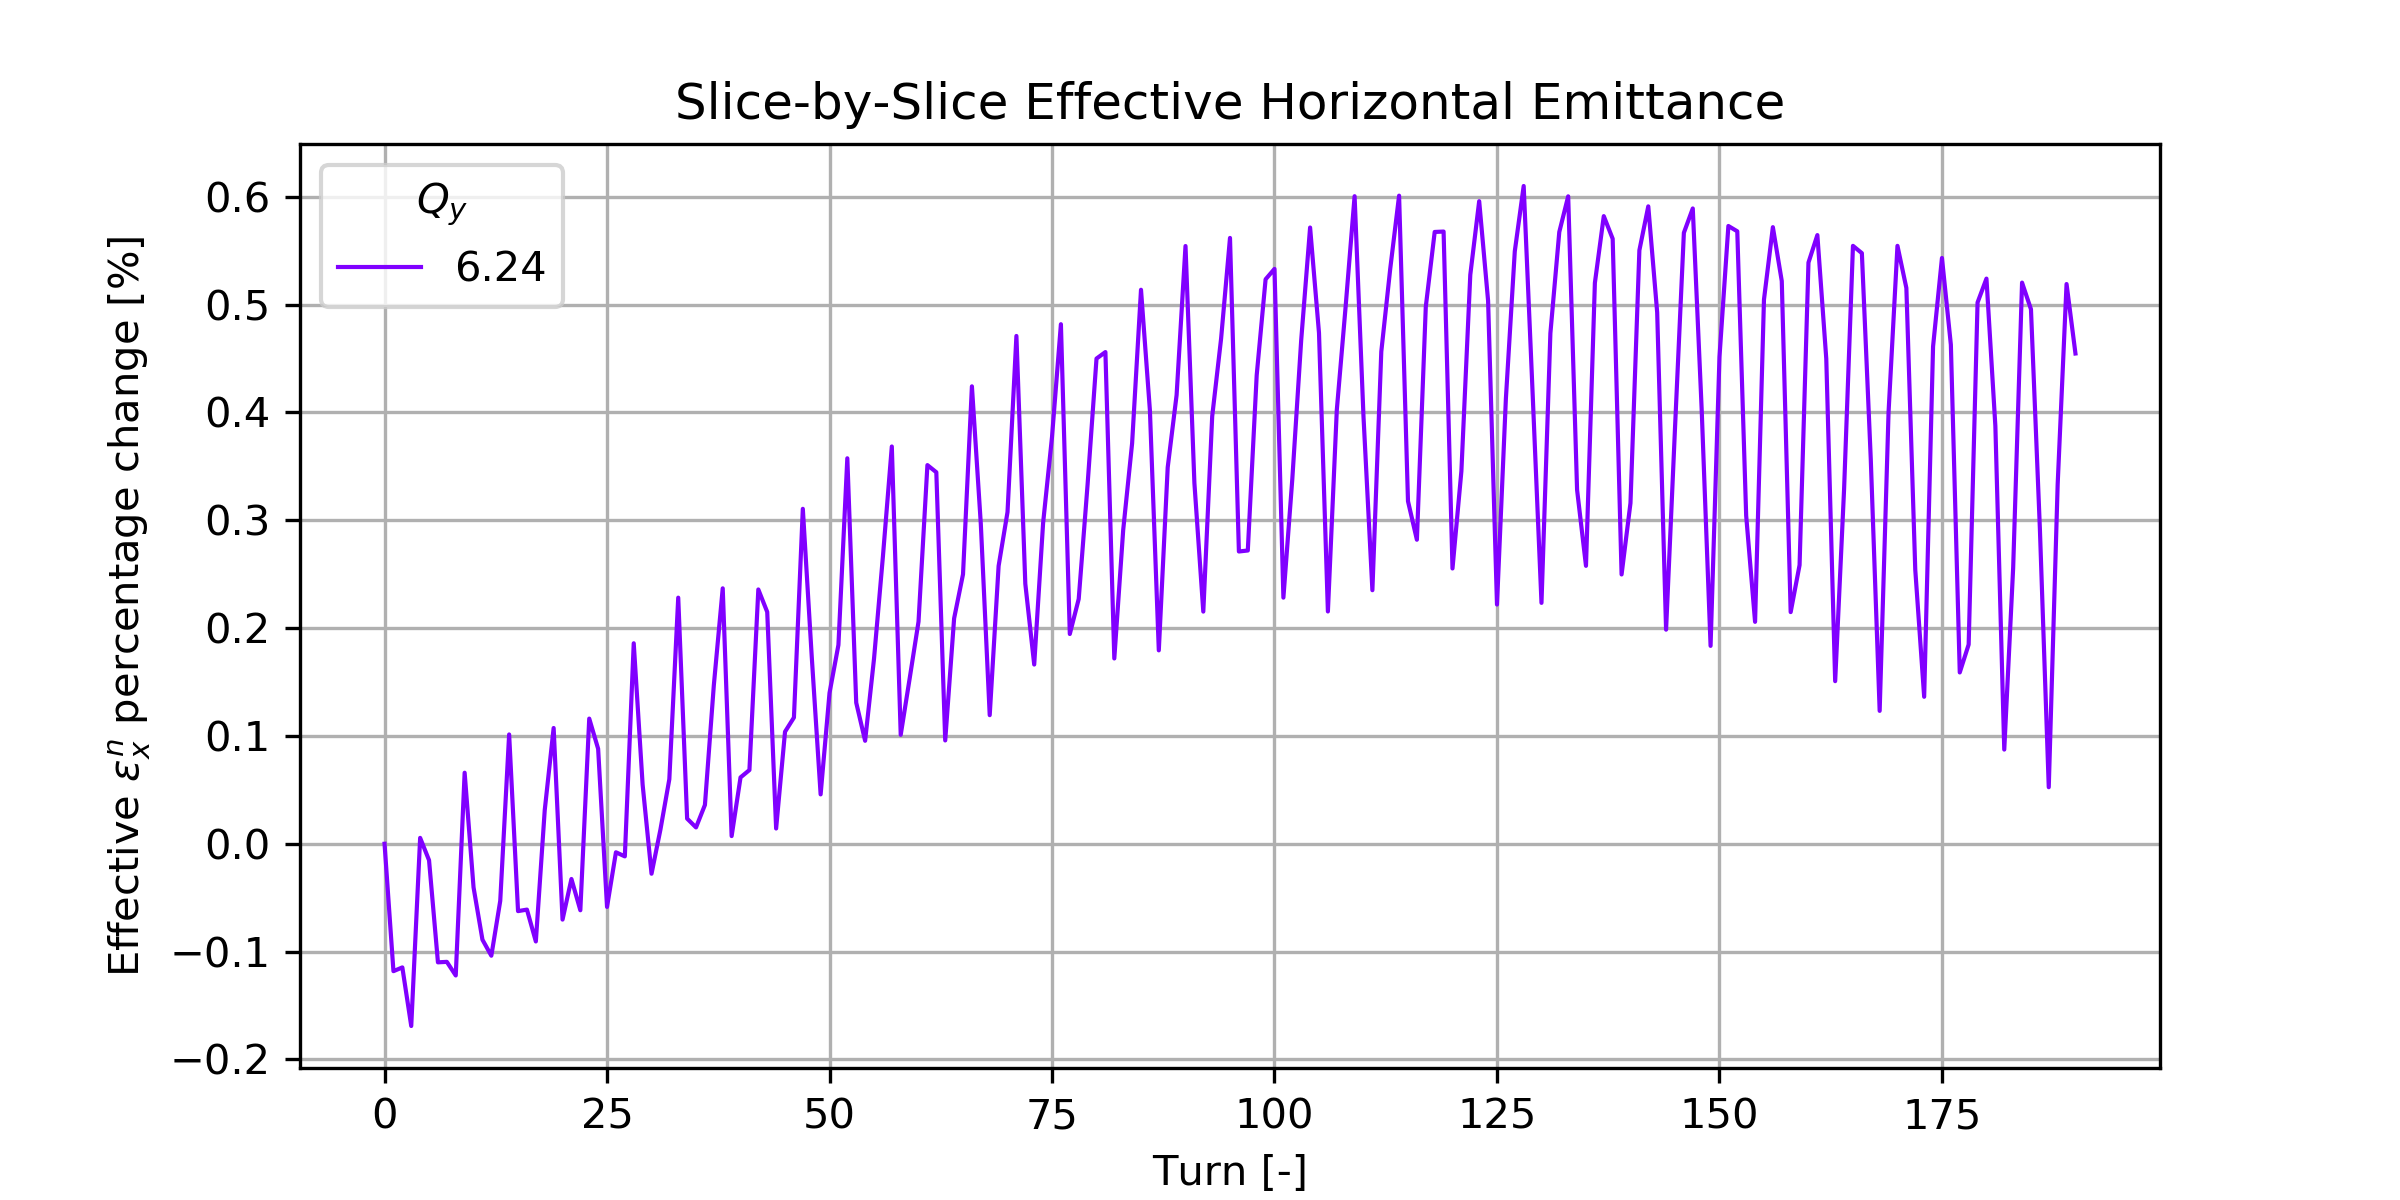 Slice-by-Slice Effective Horizontal Emittance
Effective εₓⁿ percentage change [%]
0.6
0.5
0.4
0.3
0.2
0.1
0.0
−0.1
−0.2
Q_y
6.24
0 25 50 75 100 125 150 175
Turn [-]